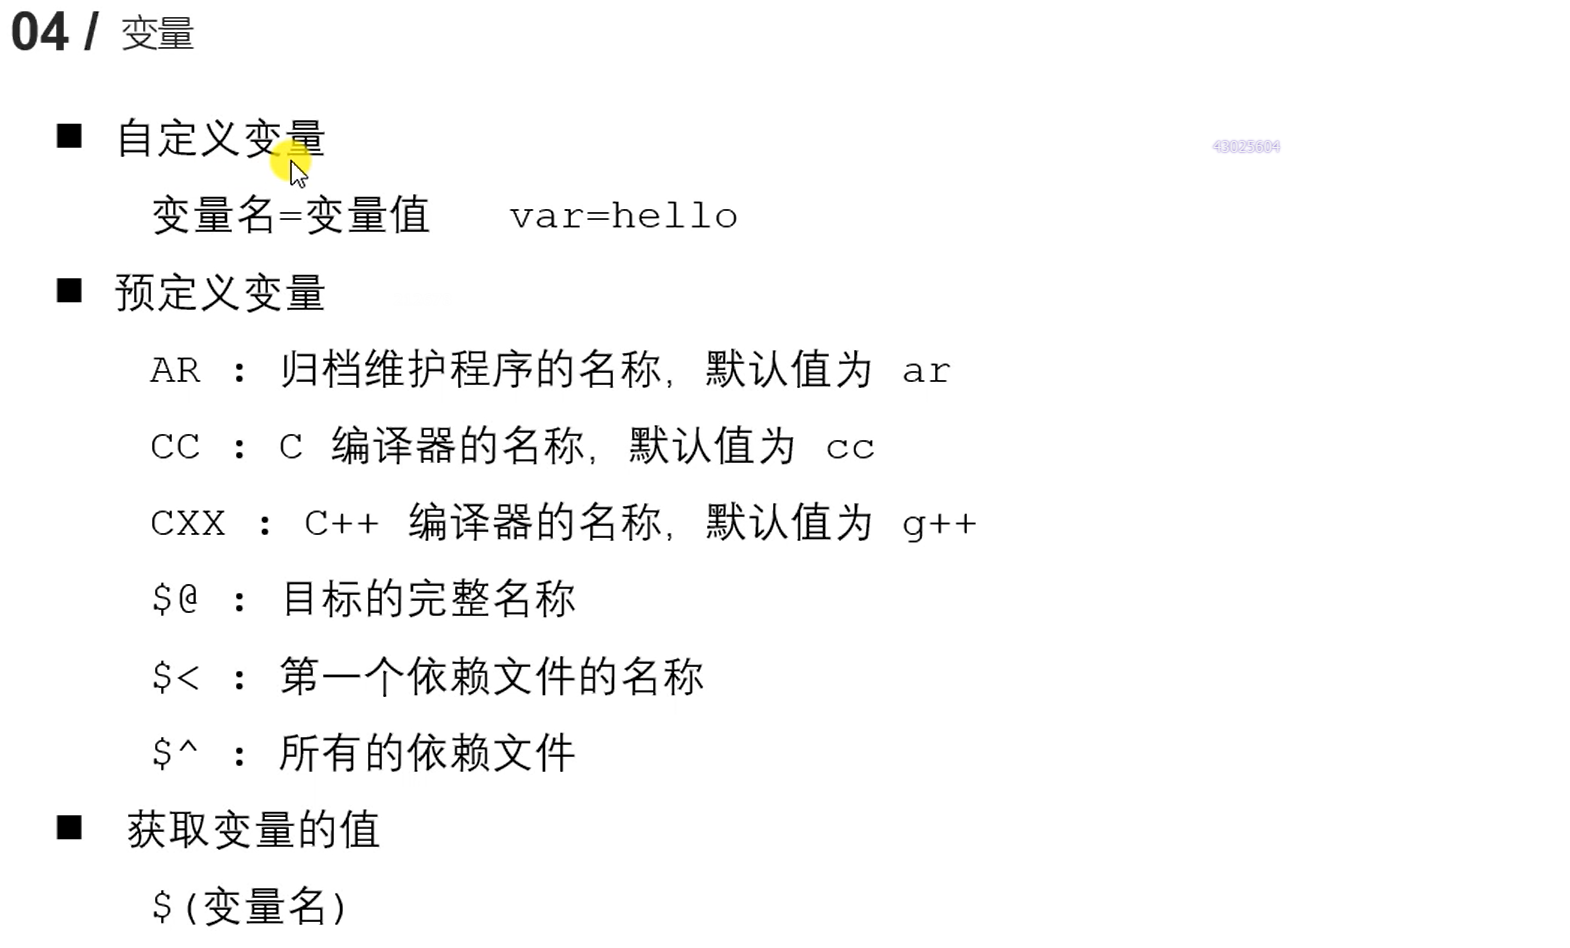 04 / 变量
■ 自定义变量
43025604
变量名=变量值 var=hello
■ 预定义变量
AR : 归档维护程序的名称, 默认值为 ar
CC : C 编译器的名称, 默认值为 cc
CXX : C++ 编译器的名称, 默认值为 g++
$@ : 目标的完整名称
$< : 第一个依赖文件的名称
$^ : 所有的依赖文件
■ 获取变量的值
$(变量名)